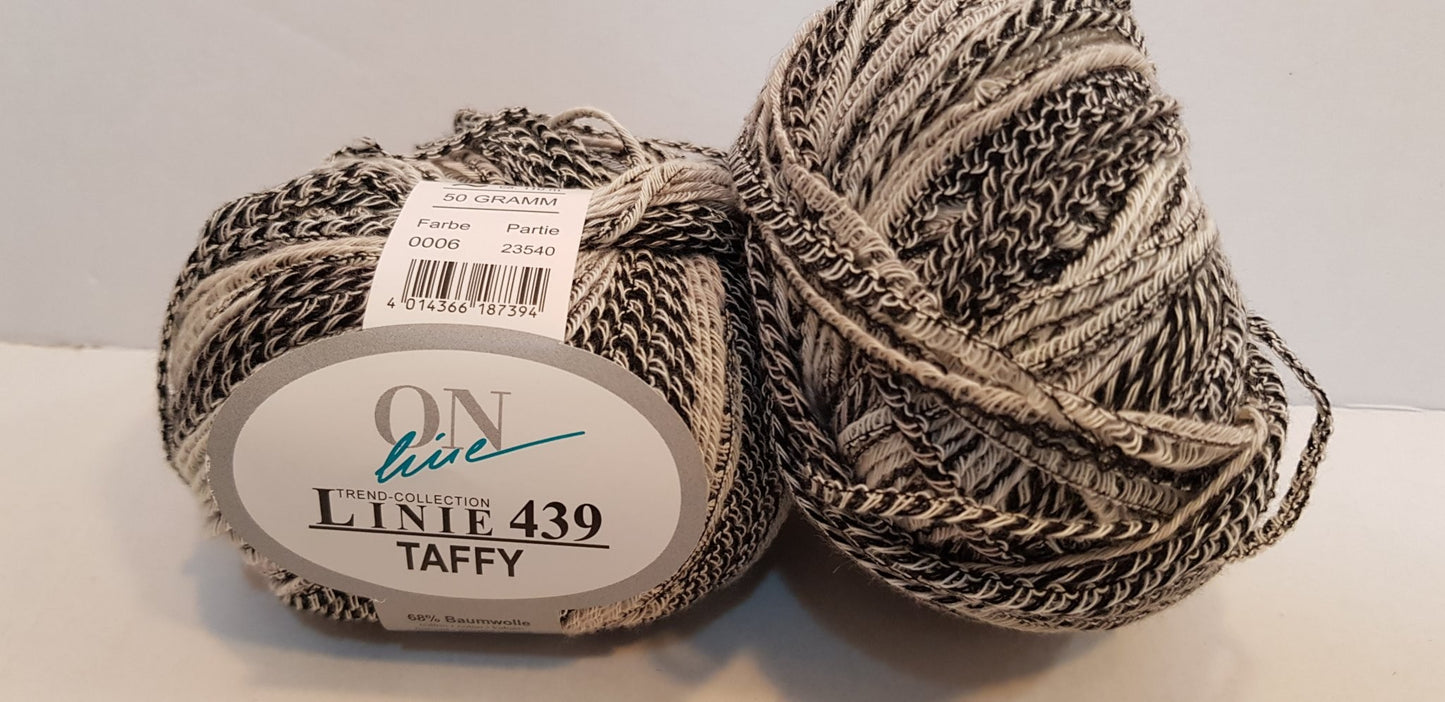 50 GRAMM
Farbe Partie
0006 23540
4 014366 187394
ON
line
TREND-COLLECTION
LINIE 439
TAFFY
68% Baumwolle